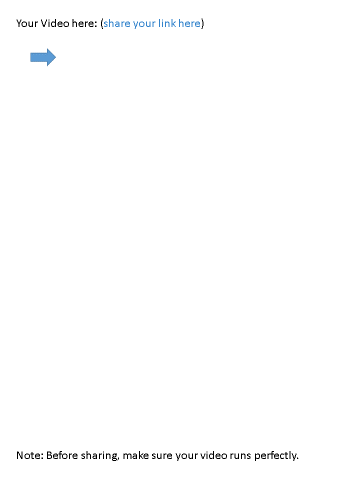 Your Video here: (share your link here)
Note: Before sharing, make sure your video runs perfectly.